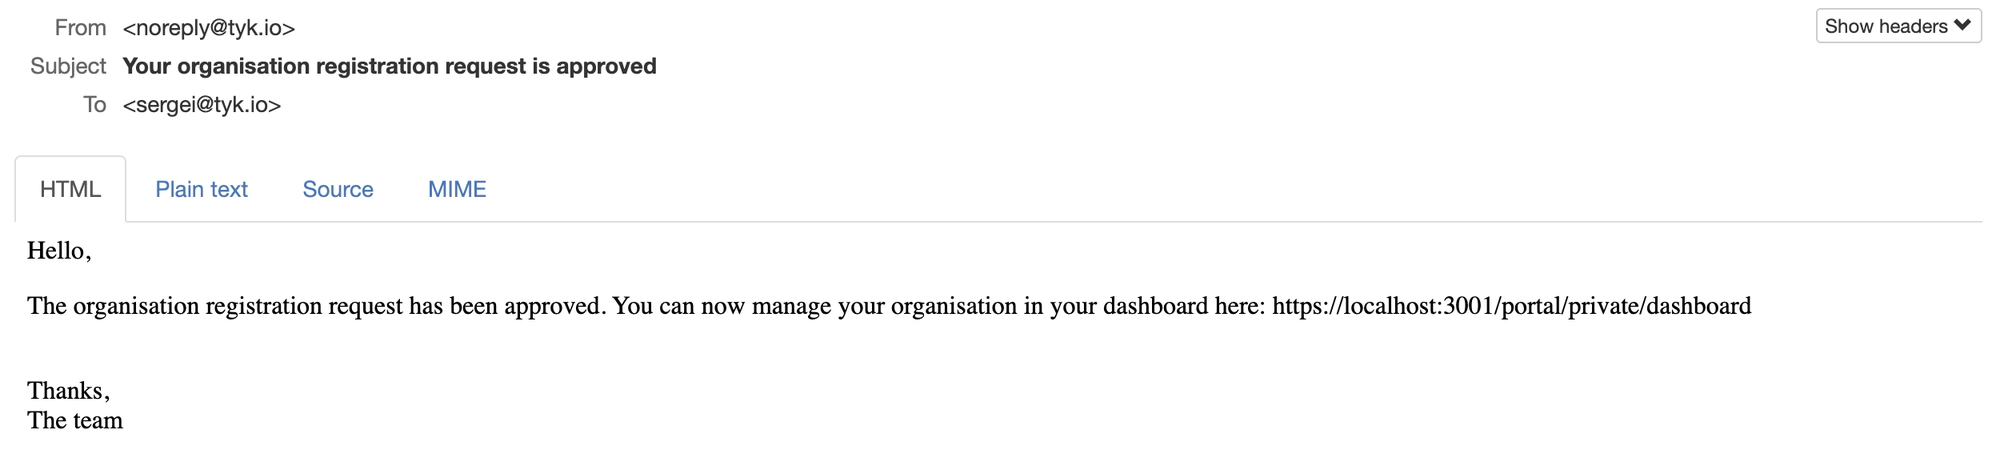 From <noreply@tyk.io>
Show headers
Subject Your organisation registration request is approved
To <sergei@tyk.io>
HTML Plain text Source MIME
Hello,
The organisation registration request has been approved. You can now manage your organisation in your dashboard here: https://localhost:3001/portal/private/dashboard
Thanks,
The team